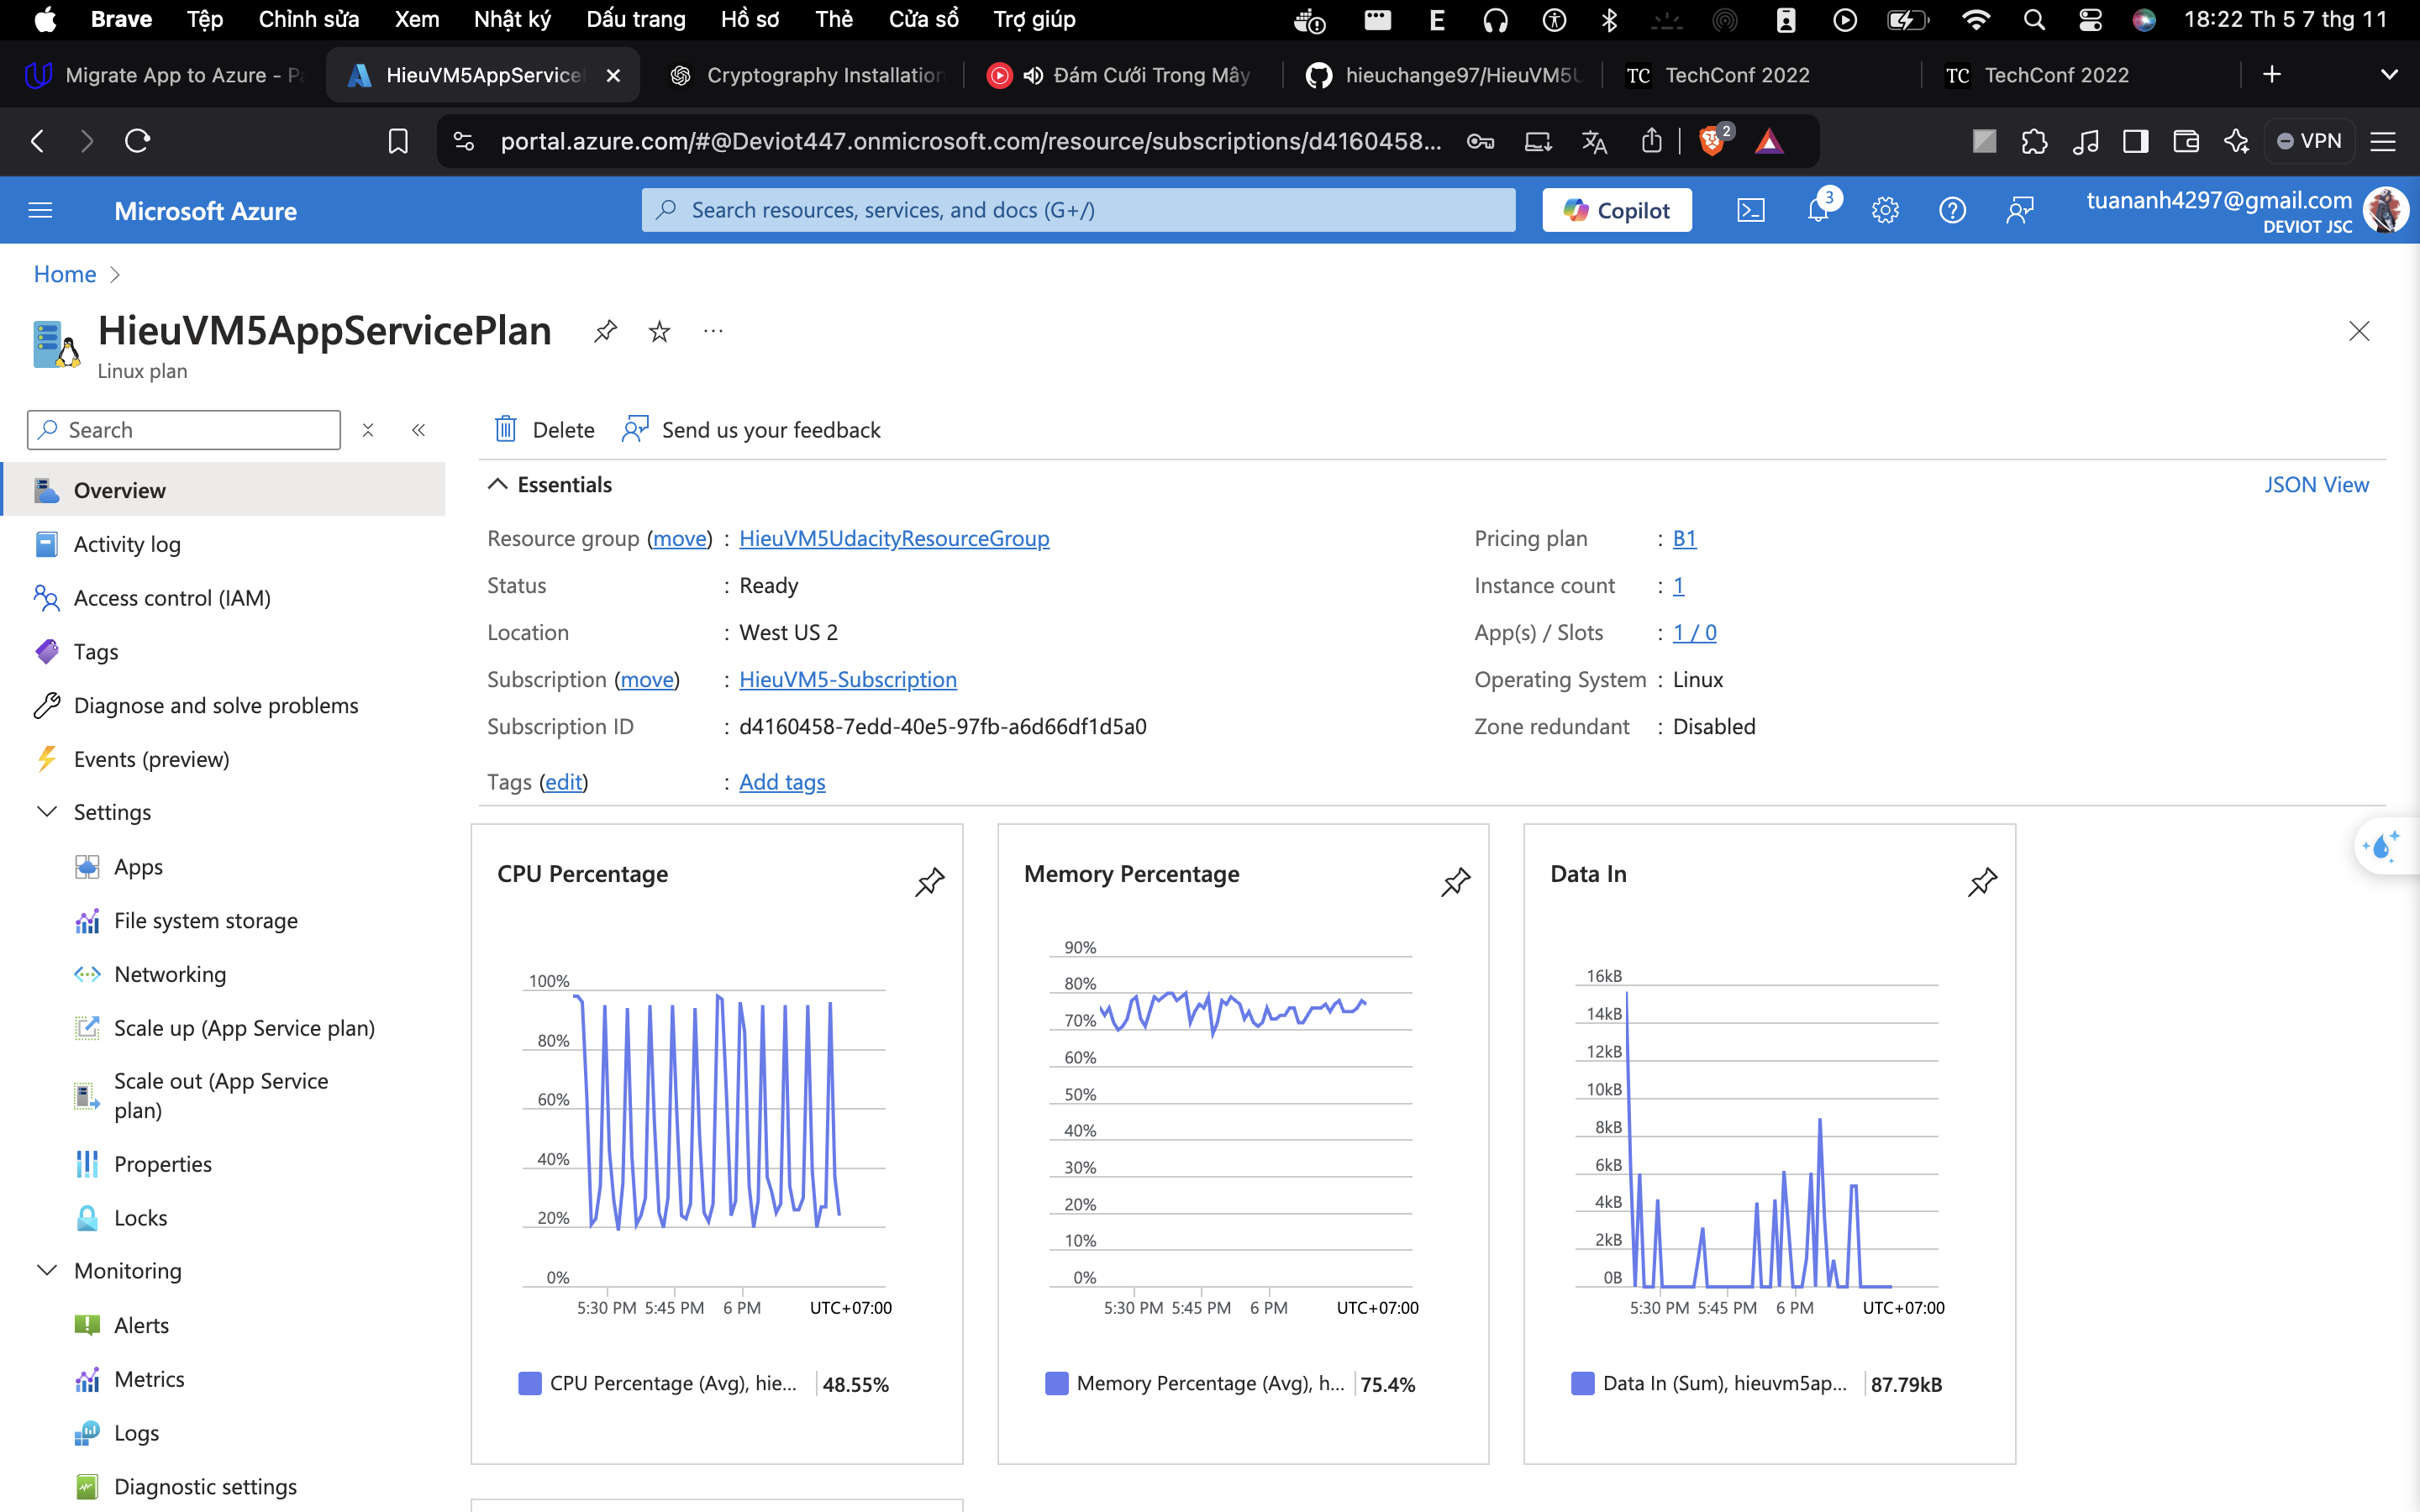 Brave Tệp Chỉnh sửa Xem Nhật ký Dấu trang Hồ sơ Thẻ Cửa sổ Trợ giúp E 18:22 Th 5 7 thg 11
Migrate App to Azure - Pa HieuVM5AppService Cryptography Installation Đám Cưới Trong Mây hieuchange97/HieuVM5U TC TechConf 2022 TC TechConf 2022
portal.azure.com/#@Deviot447.onmicrosoft.com/resource/subscriptions/d4160458... 2 VPN
Microsoft Azure Search resources, services, and docs (G+/) Copilot 3 tuananh4297@gmail.com
DEVIOT JSC
Home
HieuVM5AppServicePlan
Linux plan
Search
Delete Send us your feedback
Overview
Activity log
Access control (IAM)
Tags
Diagnose and solve problems
Events (preview)
Settings
Apps
File system storage
Networking
Scale up (App Service plan)
Scale out (App Service
plan)
Properties
Locks
Monitoring
Alerts
Metrics
Logs
Diagnostic settings
Essentials JSON View
Resource group (move) : HieuVM5UdacityResourceGroup
Status : Ready
Location : West US 2
Subscription (move) : HieuVM5-Subscription
Subscription ID : d4160458-7edd-40e5-97fb-a6d66df1d5a0
Tags (edit) : Add tags
Pricing plan : B1
Instance count : 1
App(s) / Slots : 1 / 0
Operating System : Linux
Zone redundant : Disabled
CPU Percentage
100%
80%
60%
40%
20%
0%
5:30 PM 5:45 PM 6 PM UTC+07:00
CPU Percentage (Avg), hie... 48.55%
Memory Percentage
90%
80%
70%
60%
50%
40%
30%
20%
10%
0%
5:30 PM 5:45 PM 6 PM UTC+07:00
Memory Percentage (Avg), h... 75.4%
Data In
16kB
14kB
12kB
10kB
8kB
6kB
4kB
2kB
0B
5:30 PM 5:45 PM 6 PM UTC+07:00
Data In (Sum), hieuvm5ap... 87.79kB